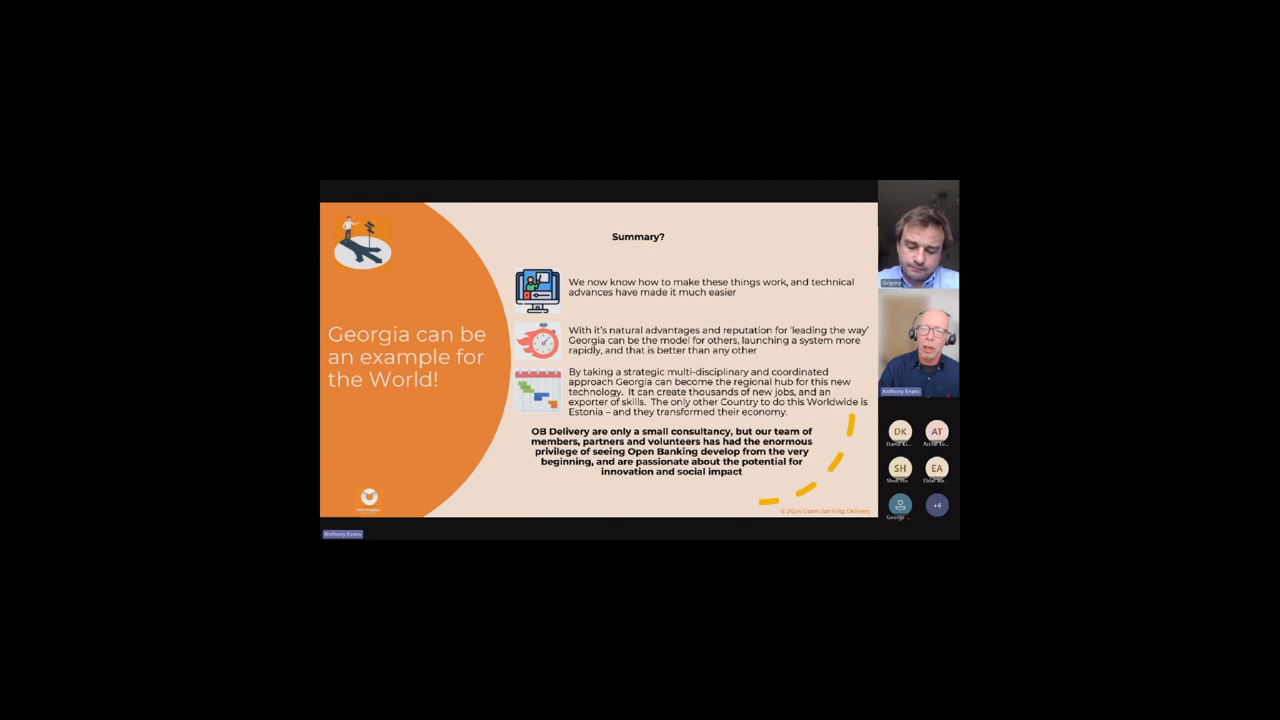 Summary?
Georgia can be
an example for
the World!
We now know how to make these things work, and technical
advances have made it much easier
With it's natural advantages and reputation for 'leading the way'
Georgia can be the model for others, launching a system more
rapidly, and that is better than any other
By taking a strategic multi-disciplinary and coordinated
approach Georgia can become the regional hub for this new
technology. It can create thousands of new jobs, and an
exporter of skills. The only other Country to do this Worldwide is
Estonia – and they transformed their economy.
OB Delivery are only a small consultancy, but our team of
members, partners and volunteers has had the enormous
privilege of seeing Open Banking develop from the very
beginning, and are passionate about the potential for
innovation and social impact
© 2024 Open Banking Delivery
Anthony Evans
Grigory
Anthony Evans
DK
AT
David
SH
EA
George ...
+6